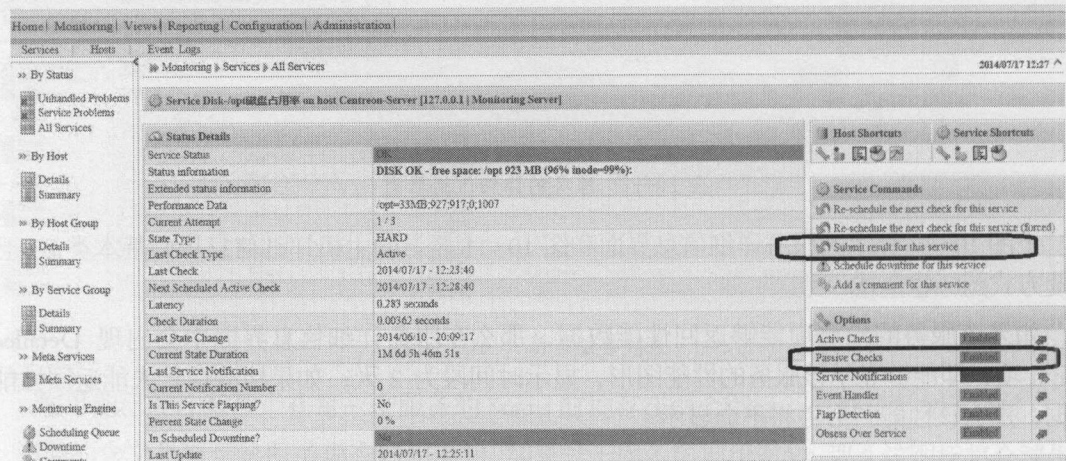 Home| Monitoring| Views| Reporting| Configuration| Administration|
Services | Hosts | Event Logs
Monitoring Services All Services
2014/07/17 12:27
By Status
Unhandled Problems
Service Problems
All Services
By Host
Details
Summary
By Host Group
Details
Summary
By Service Group
Details
Summary
Meta Services
Meta Services
Monitoring Engine
Scheduling Queue
Downtime
Comments
Service Disk-/opt磁盘占用率 on host Centreon-Server [127.0.0.1 | Monitoring Server]
Status Details
Service Status OK
Status information DISK OK - free space: /opt 923 MB (96% inode=99%):
Extended status information
Performance Data /opt=33MB;927;917;0;1007
Current Attempt 1 / 3
State Type HARD
Last Check Type Active
Last Check 2014/07/17 - 12:23:40
Next Scheduled Active Check 2014/07/17 - 12:28:40
Latency 0.283 seconds
Check Duration 0.00362 seconds
Last State Change 2014/06/10 - 20:09:17
Current State Duration 1M 6d 5h 46m 51s
Last Service Notification
Current Notification Number 0
Is This Service Flapping? No
Percent State Change 0 %
In Scheduled Downtime? No
Last Update 2014/07/17 - 12:25:11
Host Shortcuts Service Shortcuts
Service Commands
Re-schedule the next check for this service
Re-schedule the next check for this service (forced)
Submit result for this service
Schedule downtime for this service
Add a comment for this service
Options
Active Checks Enabled
Passive Checks Enabled
Service Notifications
Event Handler Enabled
Flap Detection Enabled
Obsess Over Service Enabled